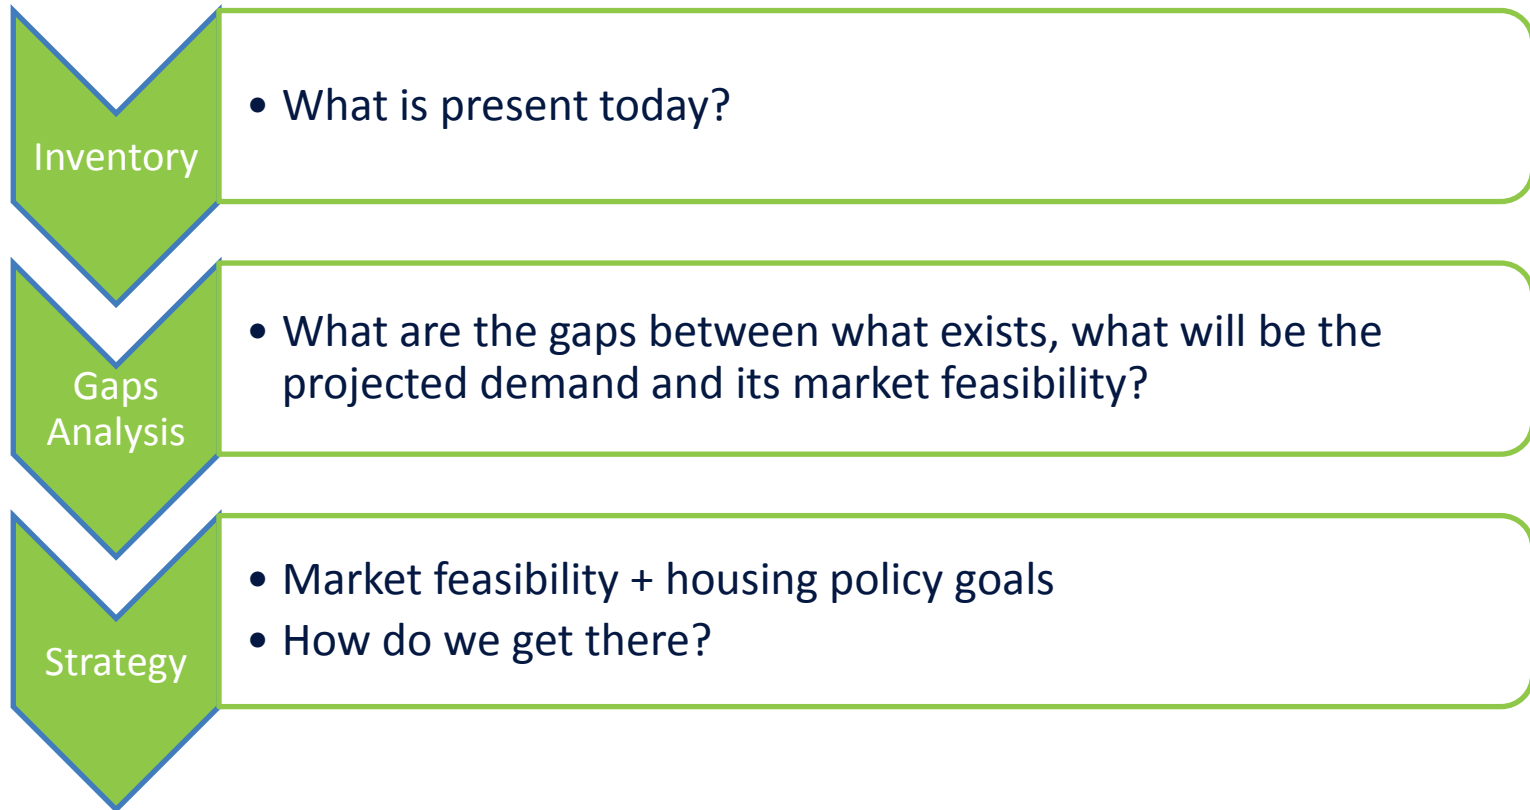 Inventory
• What is present today?
Gaps
Analysis
• What are the gaps between what exists, what will be the
projected demand and its market feasibility?
Strategy
• Market feasibility + housing policy goals
• How do we get there?